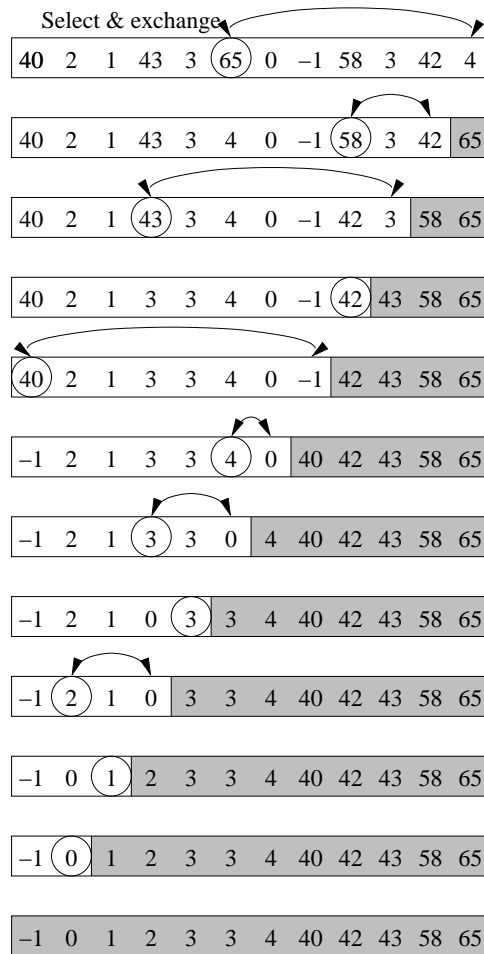 Select & exchange
40 2 1 43 3 65 0 –1 58 3 42 4
40 2 1 43 3 4 0 –1 58 3 42 65
40 2 1 43 3 4 0 –1 42 3 58 65
40 2 1 3 3 4 0 –1 42 43 58 65
40 2 1 3 3 4 0 –1 42 43 58 65
–1 2 1 3 3 4 0 40 42 43 58 65
–1 2 1 3 3 0 4 40 42 43 58 65
–1 2 1 0 3 3 4 40 42 43 58 65
–1 2 1 0 3 3 4 40 42 43 58 65
–1 0 1 2 3 3 4 40 42 43 58 65
–1 0 1 2 3 3 4 40 42 43 58 65
–1 0 1 2 3 3 4 40 42 43 58 65